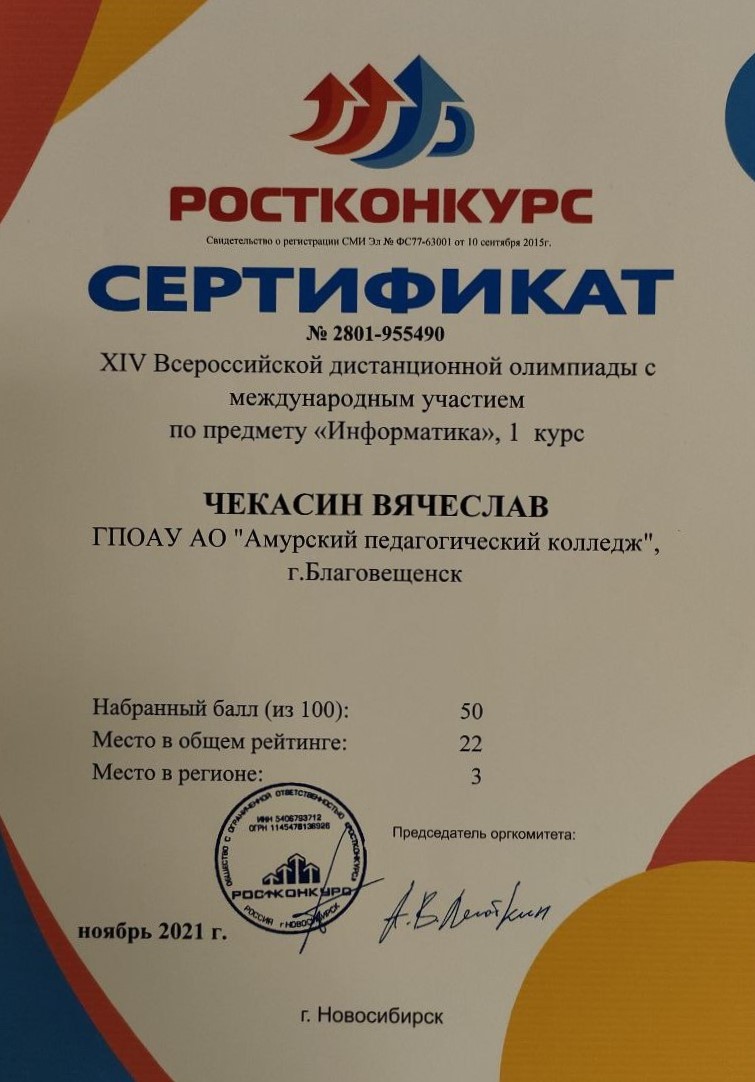 РОСТКОНКУРС
Свидетельство о регистрации СМИ Эл № ФС77-63001 от 10 сентября 2015г.
СЕРТИФИКАТ
№ 2801-955490
XIV Всероссийской дистанционной олимпиады с
международным участием
по предмету «Информатика», 1 курс
ЧЕКАСИН ВЯЧЕСЛАВ
ГПОАУ АО "Амурский педагогический колледж",
г.Благовещенск
Набранный балл (из 100): 50
Место в общем рейтинге: 22
Место в регионе: 3
ОБЩЕСТВО С ОГРАНИЧЕННОЙ ОТВЕТСТВЕННОСТЬЮ «РОСТКОНКУРС»
ИНН 5406793712
ОГРН 1145476136926
РОСТКОНКУРС
РОССИЯ г НОВОСИБИРСК
Председатель оргкомитета:
ноябрь 2021 г.
г. Новосибирск